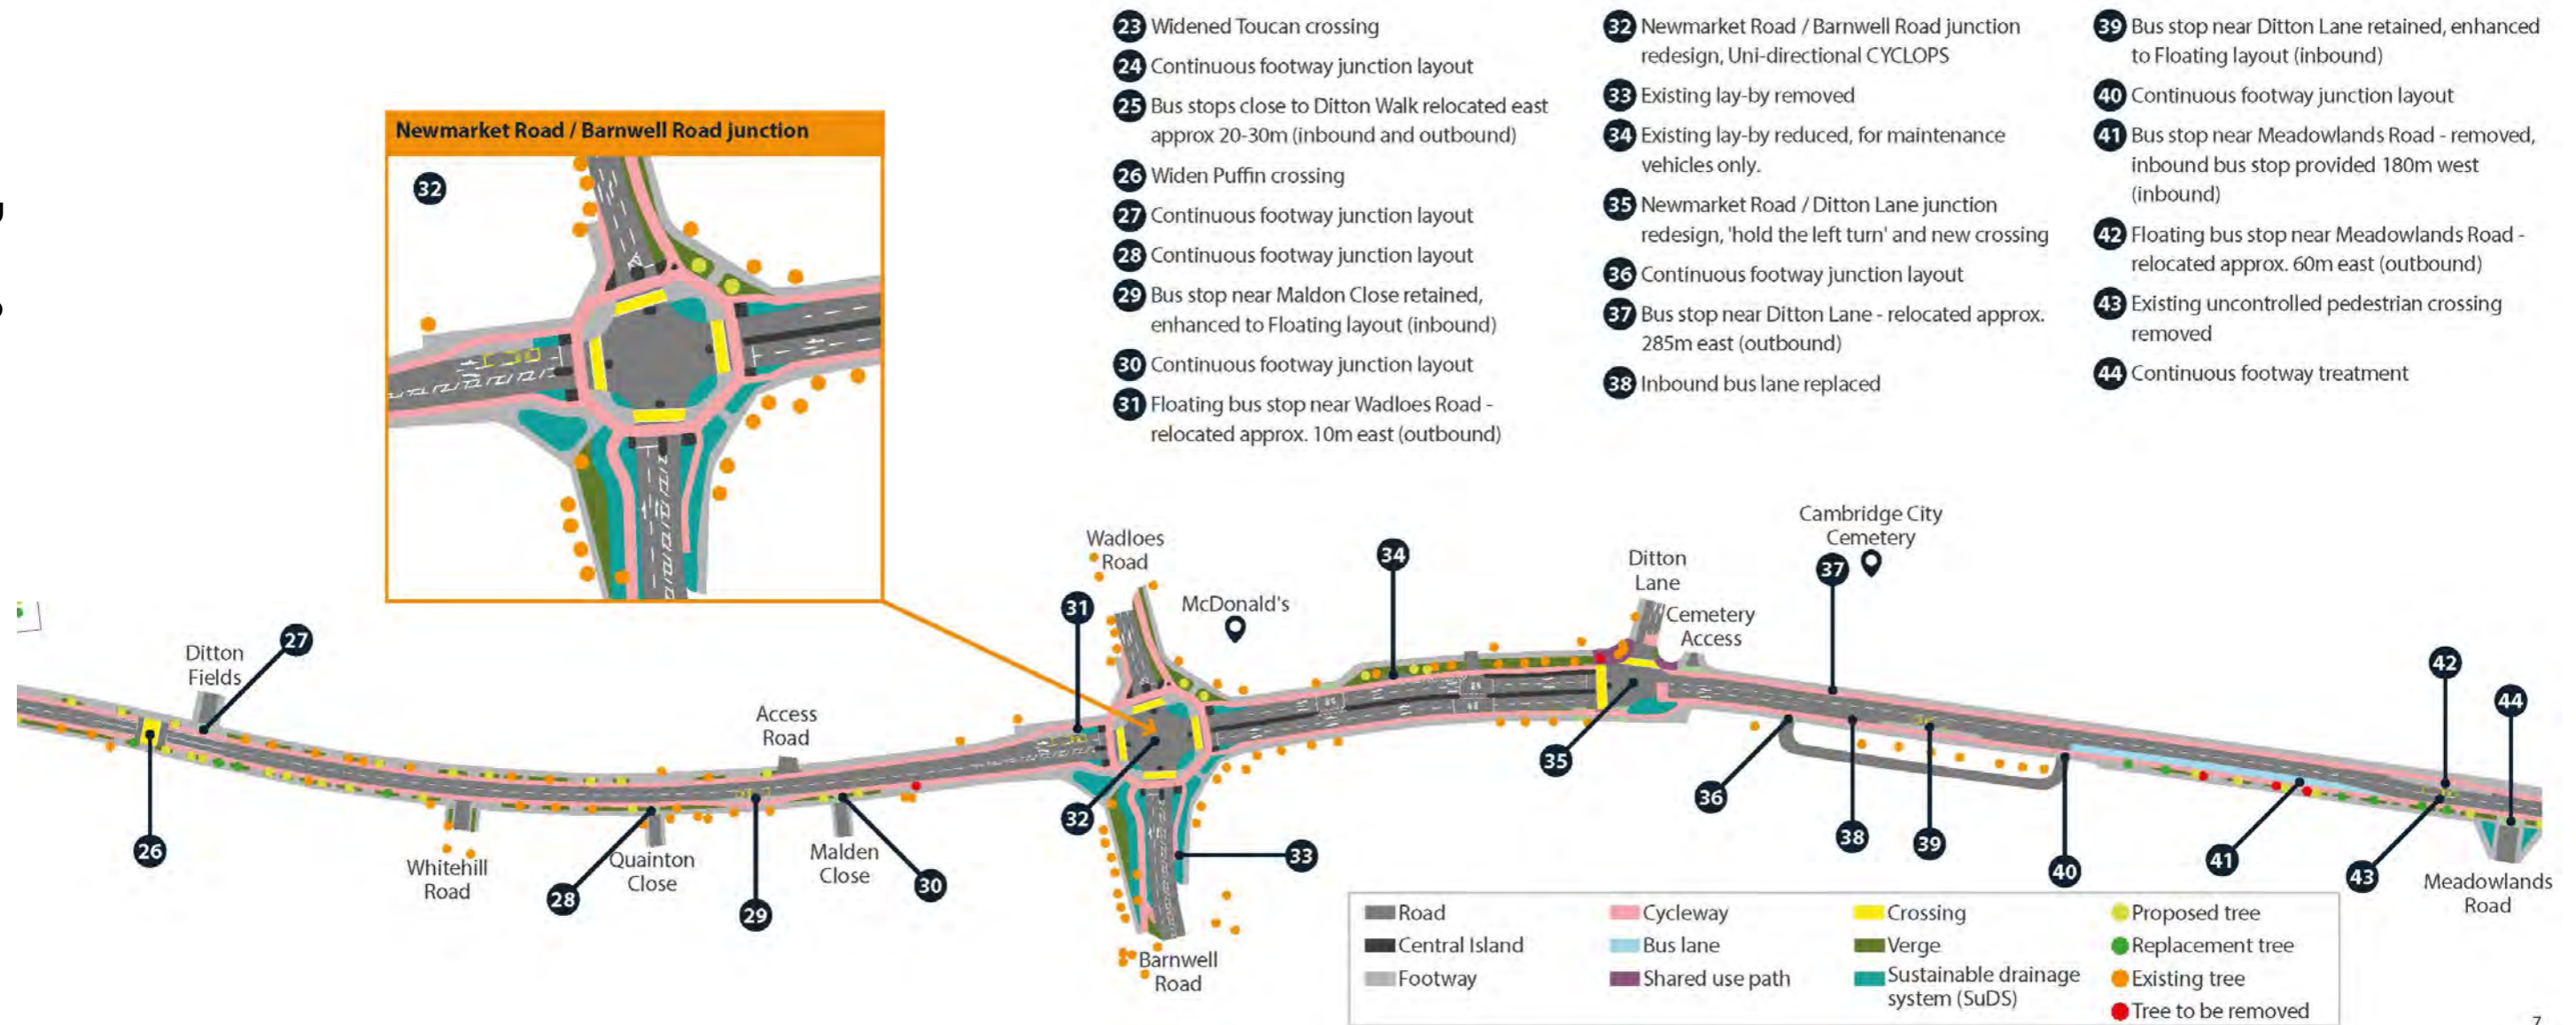 23 Widened Toucan crossing
24 Continuous footway junction layout
25 Bus stops close to Ditton Walk relocated east
approx 20-30m (inbound and outbound)
26 Widen Puffin crossing
27 Continuous footway junction layout
28 Continuous footway junction layout
29 Bus stop near Maldon Close retained,
enhanced to Floating layout (inbound)
30 Continuous footway junction layout
31 Floating bus stop near Wadloes Road -
relocated approx. 10m east (outbound)
32 Newmarket Road / Barnwell Road junction
redesign, Uni-directional CYCLOPS
33 Existing lay-by removed
34 Existing lay-by reduced, for maintenance
vehicles only.
35 Newmarket Road / Ditton Lane junction
redesign, 'hold the left turn' and new crossing
36 Continuous footway junction layout
37 Bus stop near Ditton Lane - relocated approx.
285m east (outbound)
38 Inbound bus lane replaced
39 Bus stop near Ditton Lane retained, enhanced
to Floating layout (inbound)
40 Continuous footway junction layout
41 Bus stop near Meadowlands Road - removed,
inbound bus stop provided 180m west
(inbound)
42 Floating bus stop near Meadowlands Road -
relocated approx. 60m east (outbound)
43 Existing uncontrolled pedestrian crossing
removed
44 Continuous footway treatment
Newmarket Road / Barnwell Road junction
32
Ditton
Fields
27
26
Whitehill
Road
28
Quainton
Close
Access
Road
29
Malden
Close
30
31
Wadloes
Road
McDonald's
32
33
Barnwell
Road
34
Ditton
Lane
Cemetery
Access
35
Cambridge City
Cemetery
37
36
38
39
40
41
42
43
44
Meadowlands
Road
Road
Central Island
Footway
Cycleway
Bus lane
Shared use path
Crossing
Verge
Sustainable drainage
system (SuDS)
Proposed tree
Replacement tree
Existing tree
Tree to be removed
7